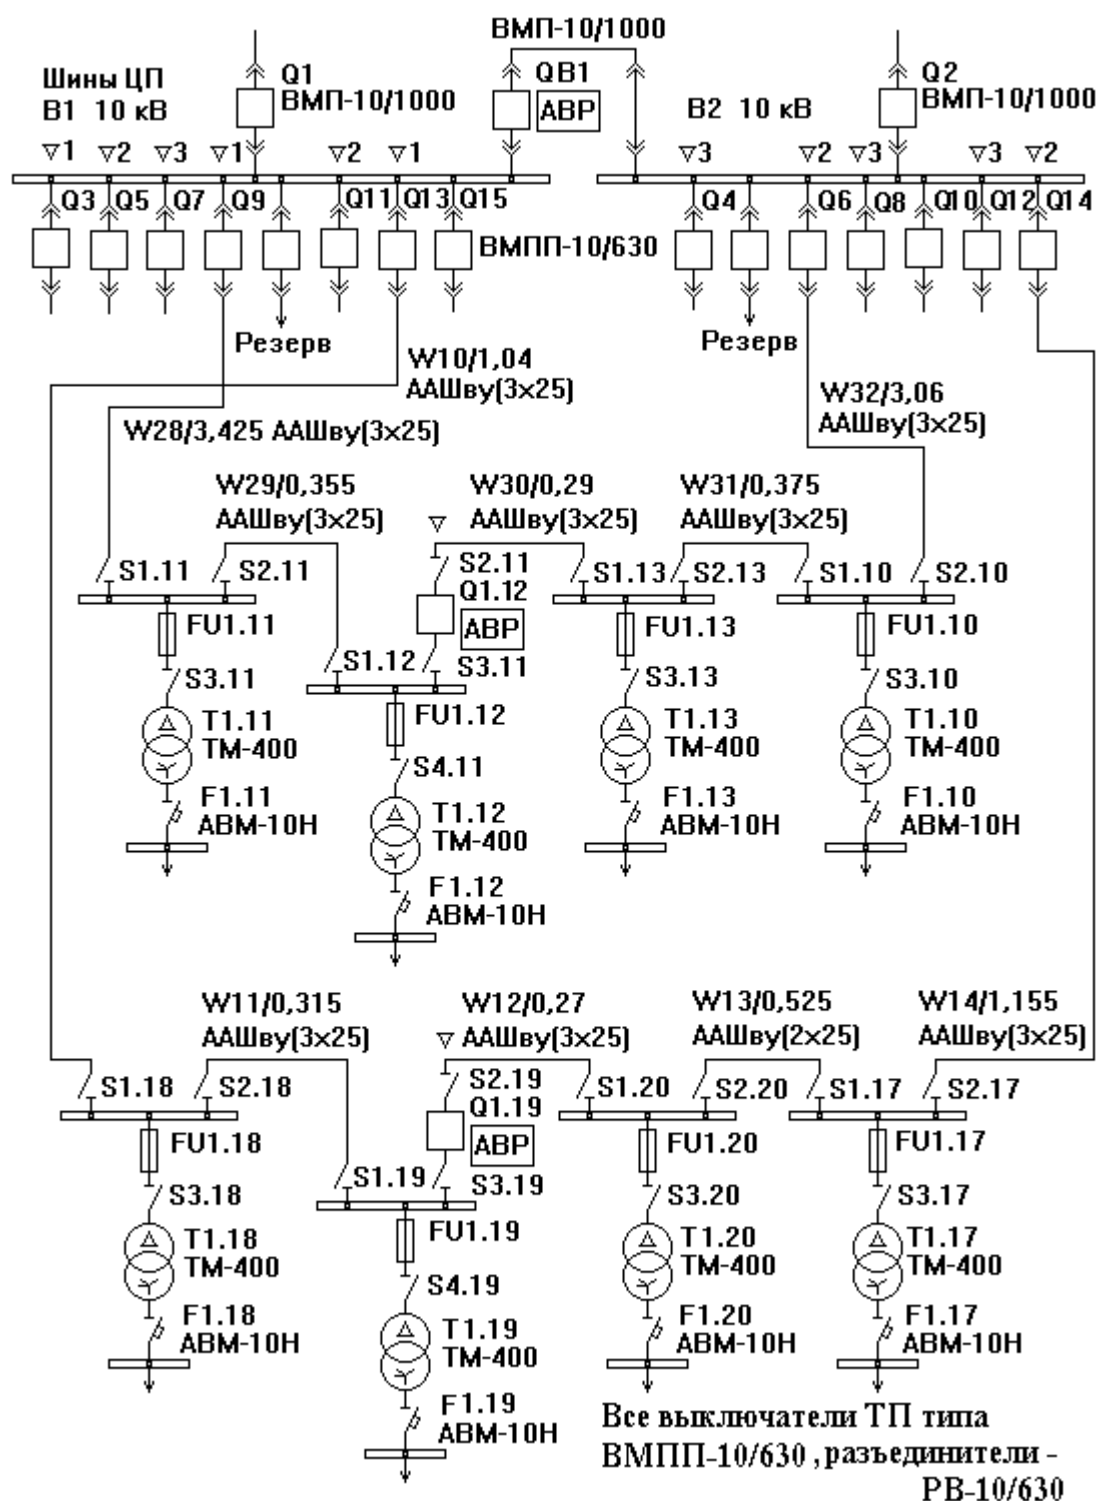 ВМП-10/1000
Шины ЦП
В1 10 кВ
Q1
ВМП-10/1000
QB1
АВР
В2 10 кВ
Q2
ВМП-10/1000
▽1 ▽2 ▽3 ▽1 ▽2 ▽1 ▽3 ▽2 ▽3 ▽3 ▽2
Q3 Q5 Q7 Q9 Q11 Q13 Q15 Q4 Q6 Q8 Q10 Q12 Q14
ВМПП-10/630
Резерв
Резерв
W10/1,04
ААШву(3×25)
W32/3,06
ААШву(3×25)
W28/3,425 ААШву(3×25)
W29/0,355
ААШву(3×25)
W30/0,29
▽ ААШву(3×25)
W31/0,375
ААШву(3×25)
S1.11 S2.11 S2.11 S1.13 S2.13 S1.10 S2.10
Q1.12
АВР
FU1.11 FU1.13 FU1.10
S1.12 S3.11
S3.11 S3.13 S3.10
FU1.12
T1.11
ТМ-400
T1.13
ТМ-400
T1.10
ТМ-400
S4.11
F1.11
АВМ-10Н
T1.12
ТМ-400
F1.13
АВМ-10Н
F1.10
АВМ-10Н
F1.12
АВМ-10Н
W11/0,315
ААШву(3×25)
W12/0,27
▽ ААШву(3×25)
W13/0,525
ААШву(2×25)
W14/1,155
ААШву(3×25)
S1.18 S2.18 S2.19 S1.20 S2.20 S1.17 S2.17
Q1.19
АВР
FU1.18 FU1.20 FU1.17
S1.19 S3.19
S3.18 S3.20 S3.17
FU1.19
T1.18
ТМ-400
T1.20
ТМ-400
T1.17
ТМ-400
S4.19
F1.18
АВМ-10Н
T1.19
ТМ-400
F1.20
АВМ-10Н
F1.17
АВМ-10Н
F1.19
АВМ-10Н
Все выключатели ТП типа
ВМПП-10/630 , разъединители -
РВ-10/630